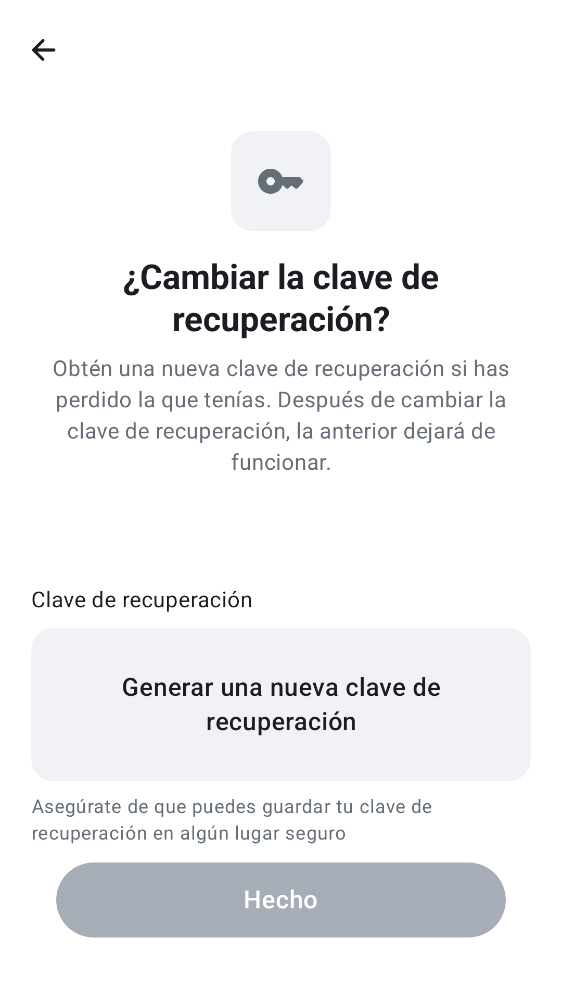 ¿Cambiar la clave de
recuperación?
Obtén una nueva clave de recuperación si has
perdido la que tenías. Después de cambiar la
clave de recuperación, la anterior dejará de
funcionar.
Clave de recuperación
Generar una nueva clave de
recuperación
Asegúrate de que puedes guardar tu clave de
recuperación en algún lugar seguro
Hecho